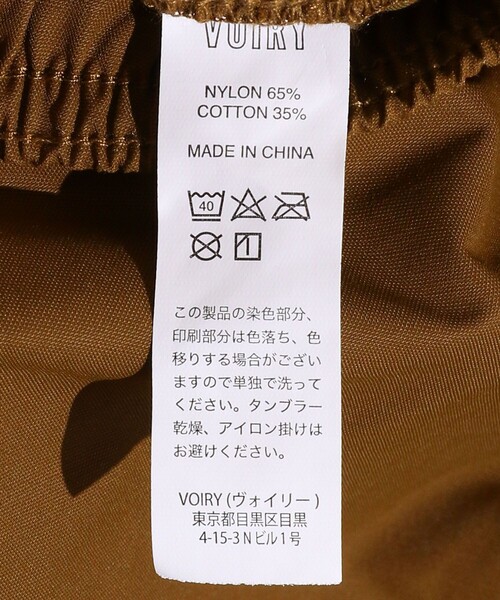 VOIRY
NYLON 65%
COTTON 35%
MADE IN CHINA
40
この製品の染色部分、
印刷部分は色落ち、色
移りする場合がござい
ますので単独で洗って
ください。タンブラー
乾燥、アイロン掛けは
お避けください。
VOIRY (ヴォイリー)
東京都目黒区目黒
4-15-3 N ビル 1 号